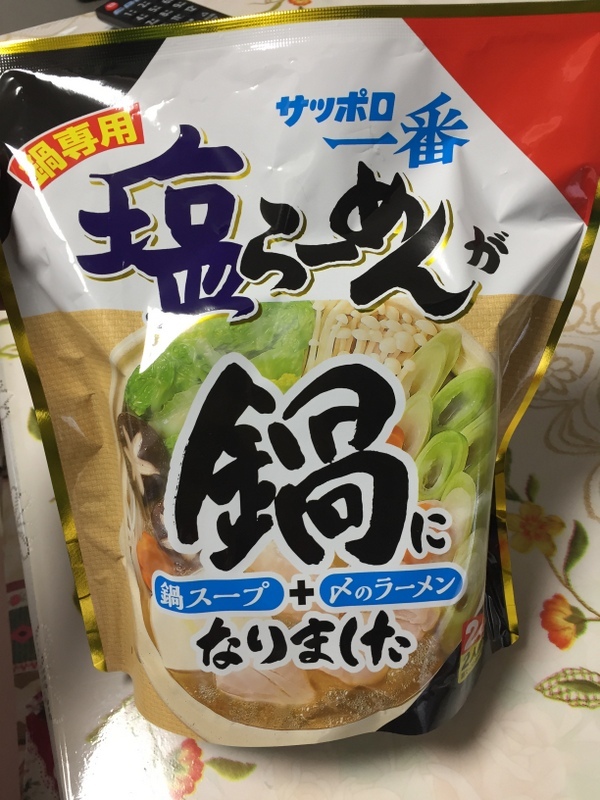 サッポロ
一番
鍋専用
塩らーめんが
鍋に
鍋スープ + 〆のラーメン
なりました